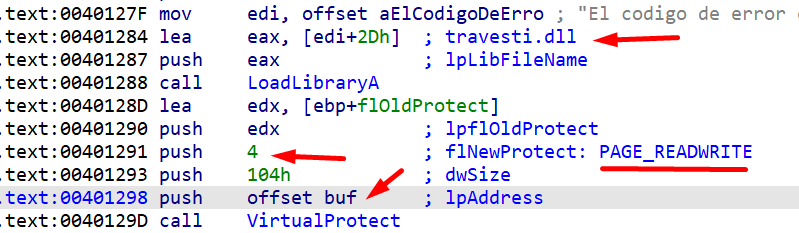 .text:0040127F mov edi, offset aElCodigoDeErro ; "El codigo de error
.text:00401284 lea eax, [edi+2Dh] ; travesti.dll
.text:00401287 push eax ; lpLibFileName
.text:00401288 call LoadLibraryA
.text:0040128D lea edx, [ebp+flOldProtect]
.text:00401290 push edx ; lpflOldProtect
.text:00401291 push 4 ; flNewProtect: PAGE_READWRITE
.text:00401293 push 104h ; dwSize
.text:00401298 push offset buf ; lpAddress
.text:0040129D call VirtualProtect